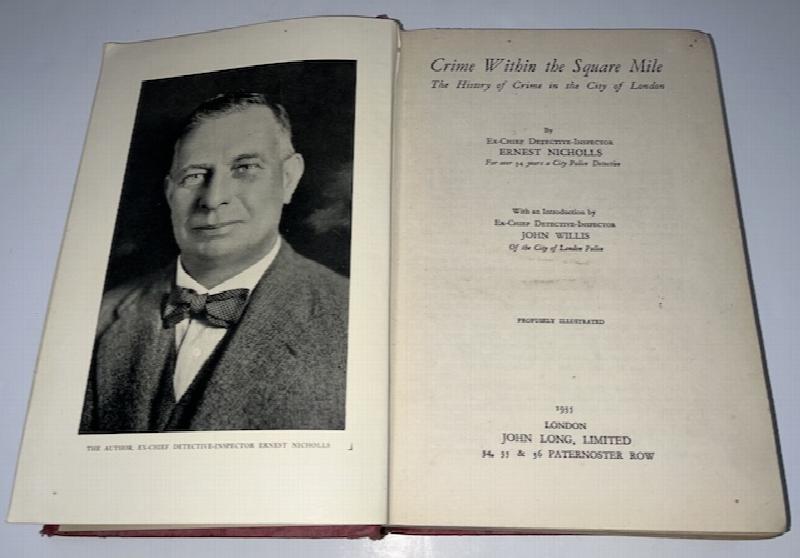 THE AUTHOR, EX-CHIEF DETECTIVE-INSPECTOR ERNEST NICHOLLS
Crime Within the Square Mile
The History of Crime in the City of London
By
EX-CHIEF DETECTIVE-INSPECTOR
ERNEST NICHOLLS
For over 34 years a City Police Detective
With an Introduction by
EX-CHIEF DETECTIVE-INSPECTOR
JOHN WILLIS
Of the City of London Police
PROFUSELY ILLUSTRATED
1935
LONDON
JOHN LONG, LIMITED
34, 35 & 36 PATERNOSTER ROW